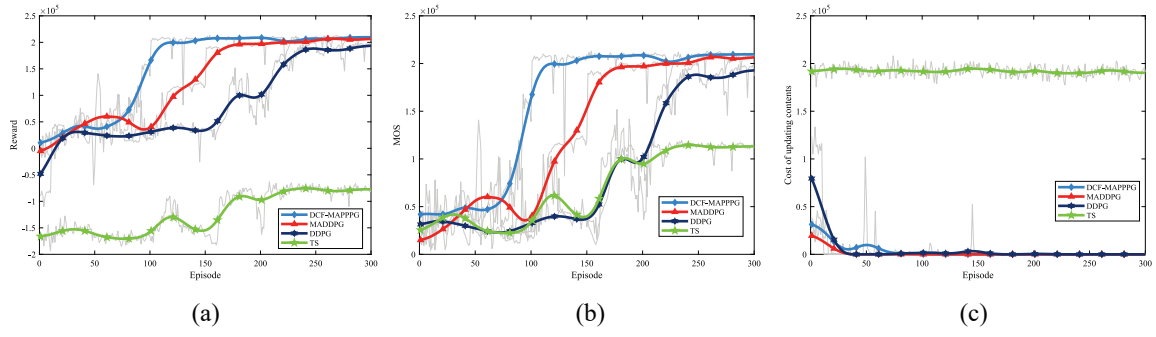 ×10⁵
2.5
2
1.5
1
0.5
0
-0.5
-1
-1.5
-2
Reward
0 50 100 150 200 250 300
Episode
DCF-MAPPPG
MADDPG
DDPG
TS
(a)
×10⁵
2.5
2
1.5
1
0.5
0
MOS
0 50 100 150 200 250 300
Episode
DCF-MAPPPG
MADDPG
DDPG
TS
(b)
×10⁵
2.5
2
1.5
1
0.5
0
Cost of updating contents
0 50 100 150 200 250 300
Episode
DCF-MAPPPG
MADDPG
DDPG
TS
(c)